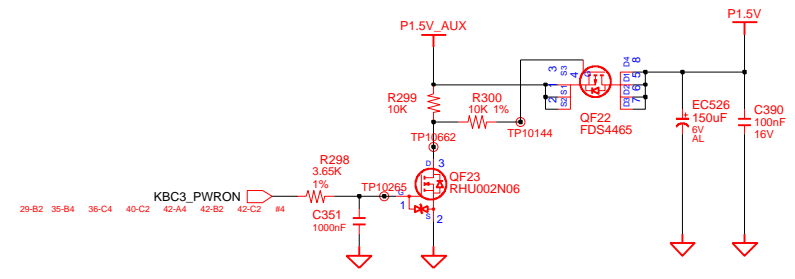 P1.5V
P1.5V_AUX
S3 3
4 G
S1 1
S2 2
D4 8
D1 5
D2 6
D3 7
R299
10K
R300
10K 1%
TP10144
QF22
FDS4465
EC526
150uF
6V
AL
C390
100nF
16V
TP10662
D 3
QF23
RHU002N06
R298
3.65K
1%
TP10265
G
1
S
2
KBC3_PWRON
29-B2 35-B4 36-C4 40-C2 42-A4 42-B2 42-C2 #4
C351
1000nF